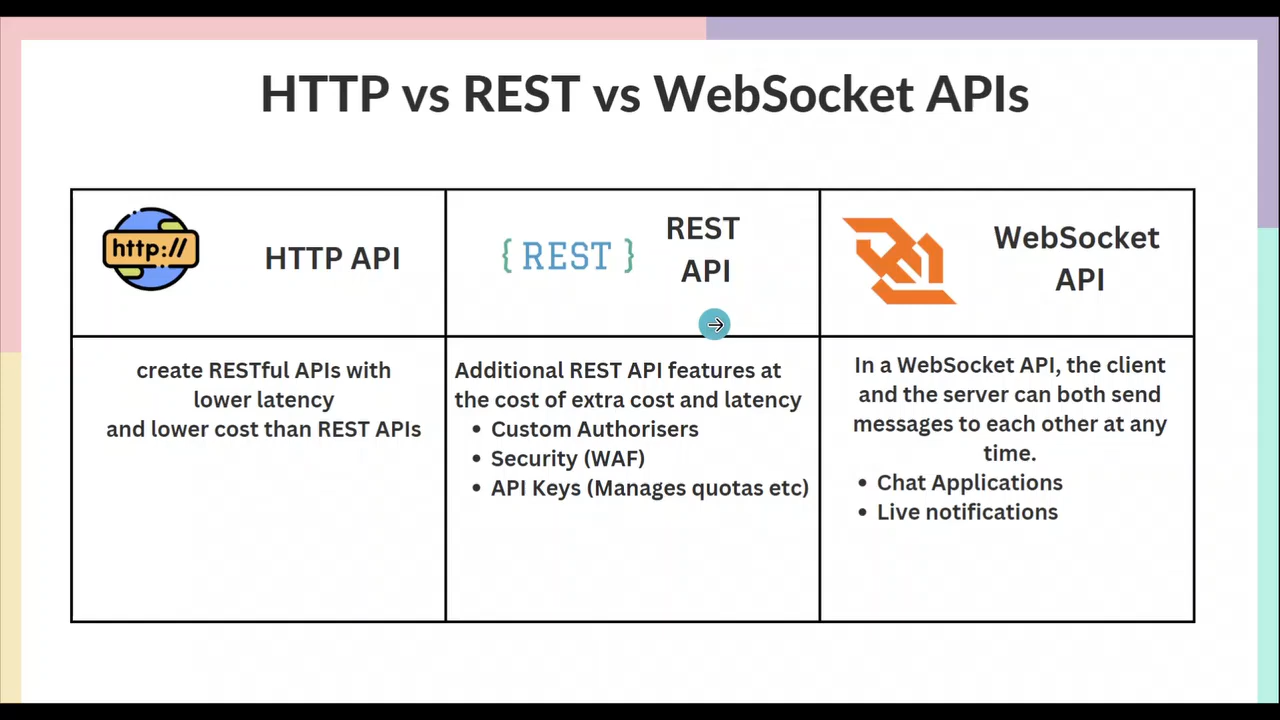 HTTP vs REST vs WebSocket APIs
http://
HTTP API
{ REST }
REST
API
WebSocket
API
create RESTful APIs with
lower latency
and lower cost than REST APIs
Additional REST API features at
the cost of extra cost and latency
• Custom Authorisers
• Security (WAF)
• API Keys (Manages quotas etc)
In a WebSocket API, the client
and the server can both send
messages to each other at any
time.
• Chat Applications
• Live notifications